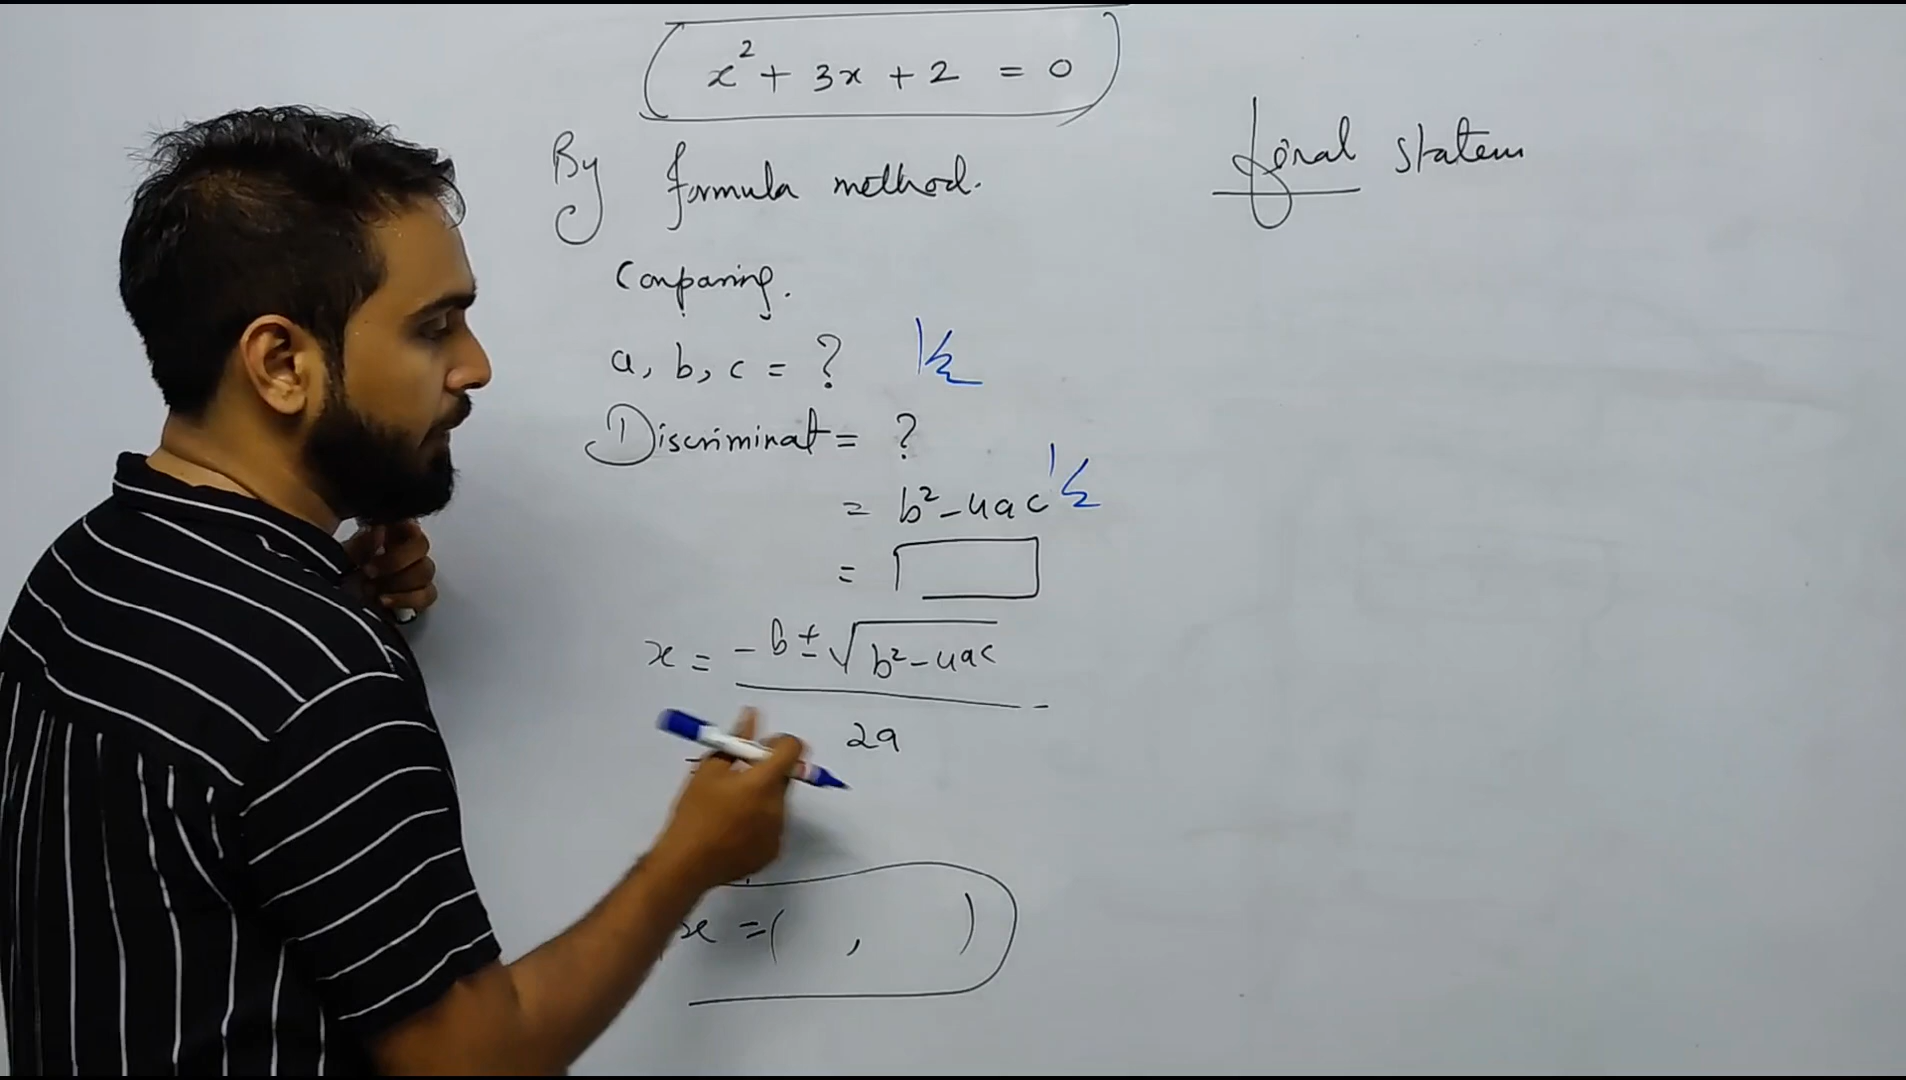 x² + 3x + 2 = 0
By formula method.
Comparing.
a, b, c = ? 1/2
Discriminat = ?
= b² - 4ac 1/2
=
x = -b ± √b² - 4ac
2a
=
x = ( , )
final statem